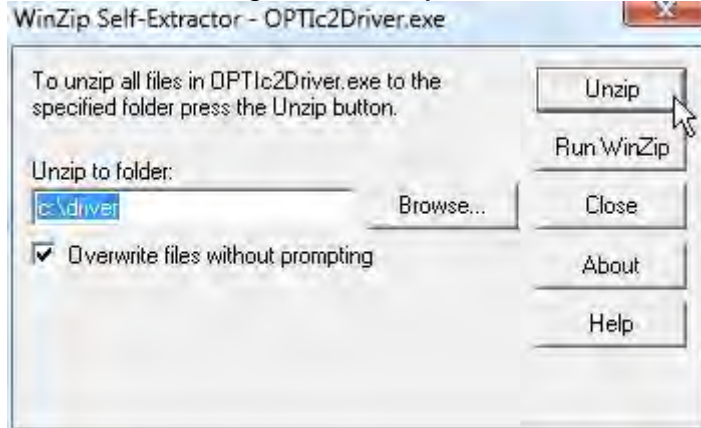 WinZip Self-Extractor - OPTIc2Driver.exe
To unzip all files in OPTIc2Driver.exe to the
specified folder press the Unzip button.
Unzip to folder:
c:\driver
Browse...
Overwrite files without prompting
Unzip
Run WinZip
Close
About
Help